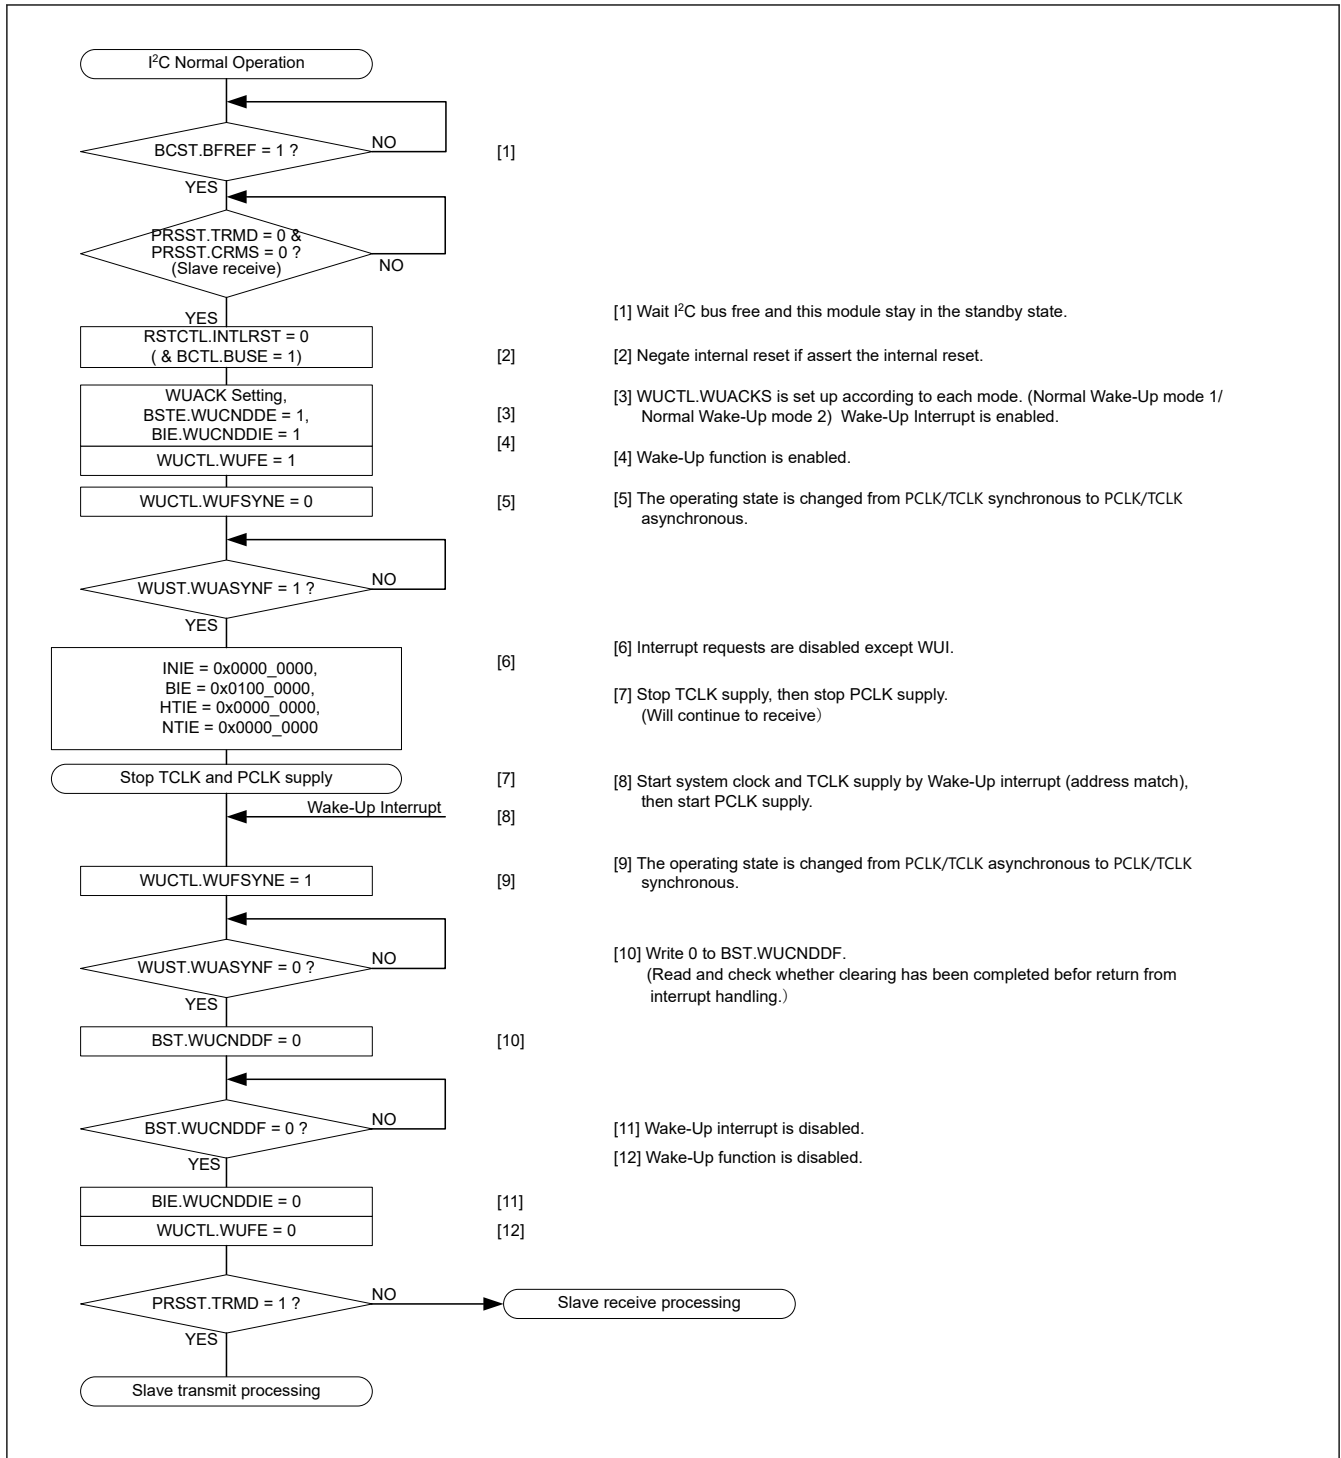 I²C Normal Operation
BCST.BFREF = 1 ?
NO
[1]
YES
PRSST.TRMD = 0 &
PRSST.CRMS = 0 ?
(Slave receive)
NO
YES
RSTCTL.INTLRST = 0
( & BCTL.BUSE = 1)
[2]
WUACK Setting,
BSTE.WUCNDDE = 1,
BIE.WUCNDDIE = 1
[3]
[4]
WUCTL.WUFE = 1
WUCTL.WUFSYNE = 0
[5]
WUST.WUASYNF = 1 ?
NO
YES
INIE = 0x0000_0000,
BIE = 0x0100_0000,
HTIE = 0x0000_0000,
NTIE = 0x0000_0000
[6]
Stop TCLK and PCLK supply
[7]
Wake-Up Interrupt
[8]
WUCTL.WUFSYNE = 1
[9]
WUST.WUASYNF = 0 ?
NO
YES
BST.WUCNDDF = 0
[10]
BST.WUCNDDF = 0 ?
NO
YES
BIE.WUCNDDIE = 0
[11]
WUCTL.WUFE = 0
[12]
PRSST.TRMD = 1 ?
NO
Slave receive processing
YES
Slave transmit processing
[1] Wait I²C bus free and this module stay in the standby state.
[2] Negate internal reset if assert the internal reset.
[3] WUCTL.WUACKS is set up according to each mode. (Normal Wake-Up mode 1/
Normal Wake-Up mode 2)  Wake-Up Interrupt is enabled.
[4] Wake-Up function is enabled.
[5] The operating state is changed from PCLK/TCLK synchronous to PCLK/TCLK
asynchronous.
[6] Interrupt requests are disabled except WUI.
[7] Stop TCLK supply, then stop PCLK supply.
(Will continue to receive）
[8] Start system clock and TCLK supply by Wake-Up interrupt (address match),
then start PCLK supply.
[9] The operating state is changed from PCLK/TCLK asynchronous to PCLK/TCLK
synchronous.
[10] Write 0 to BST.WUCNDDF.
(Read and check whether clearing has been completed befor return from
interrupt handling.）
[11] Wake-Up interrupt is disabled.
[12] Wake-Up function is disabled.